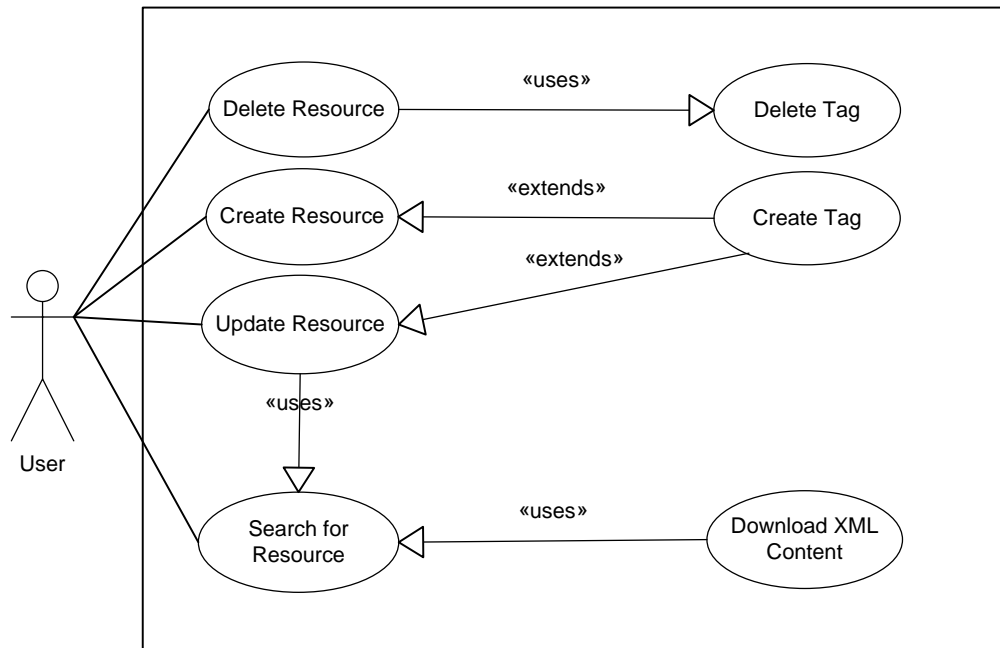 «uses»
Delete Resource
Delete Tag
«extends»
Create Resource
Create Tag
«extends»
Update Resource
«uses»
User
Search for
Resource
«uses»
Download XML
Content